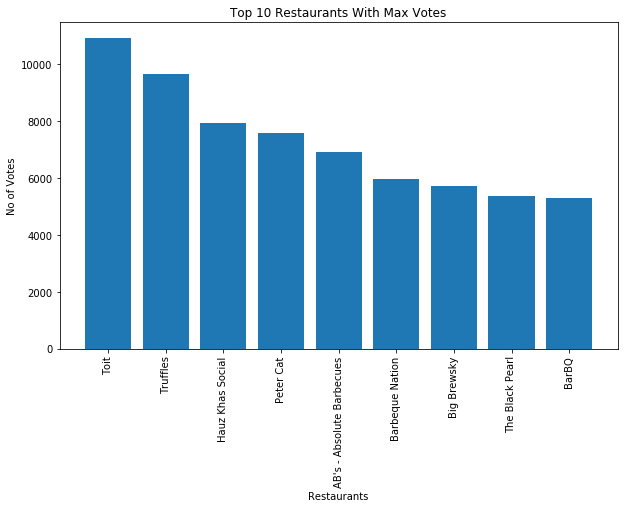 Top 10 Restaurants With Max Votes
No of Votes
10000
8000
6000
4000
2000
0
Toit
Truffles
Hauz Khas Social
Peter Cat
AB's - Absolute Barbecues
Barbeque Nation
Big Brewsky
The Black Pearl
BarBQ
Restaurants